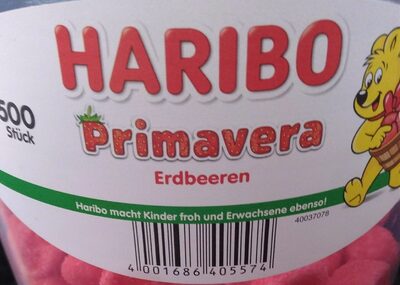 HARIBO
500
Stück
Primavera
Erdbeeren
Haribo macht Kinder froh und Erwachsene ebenso!
40037078
4 001686 405574